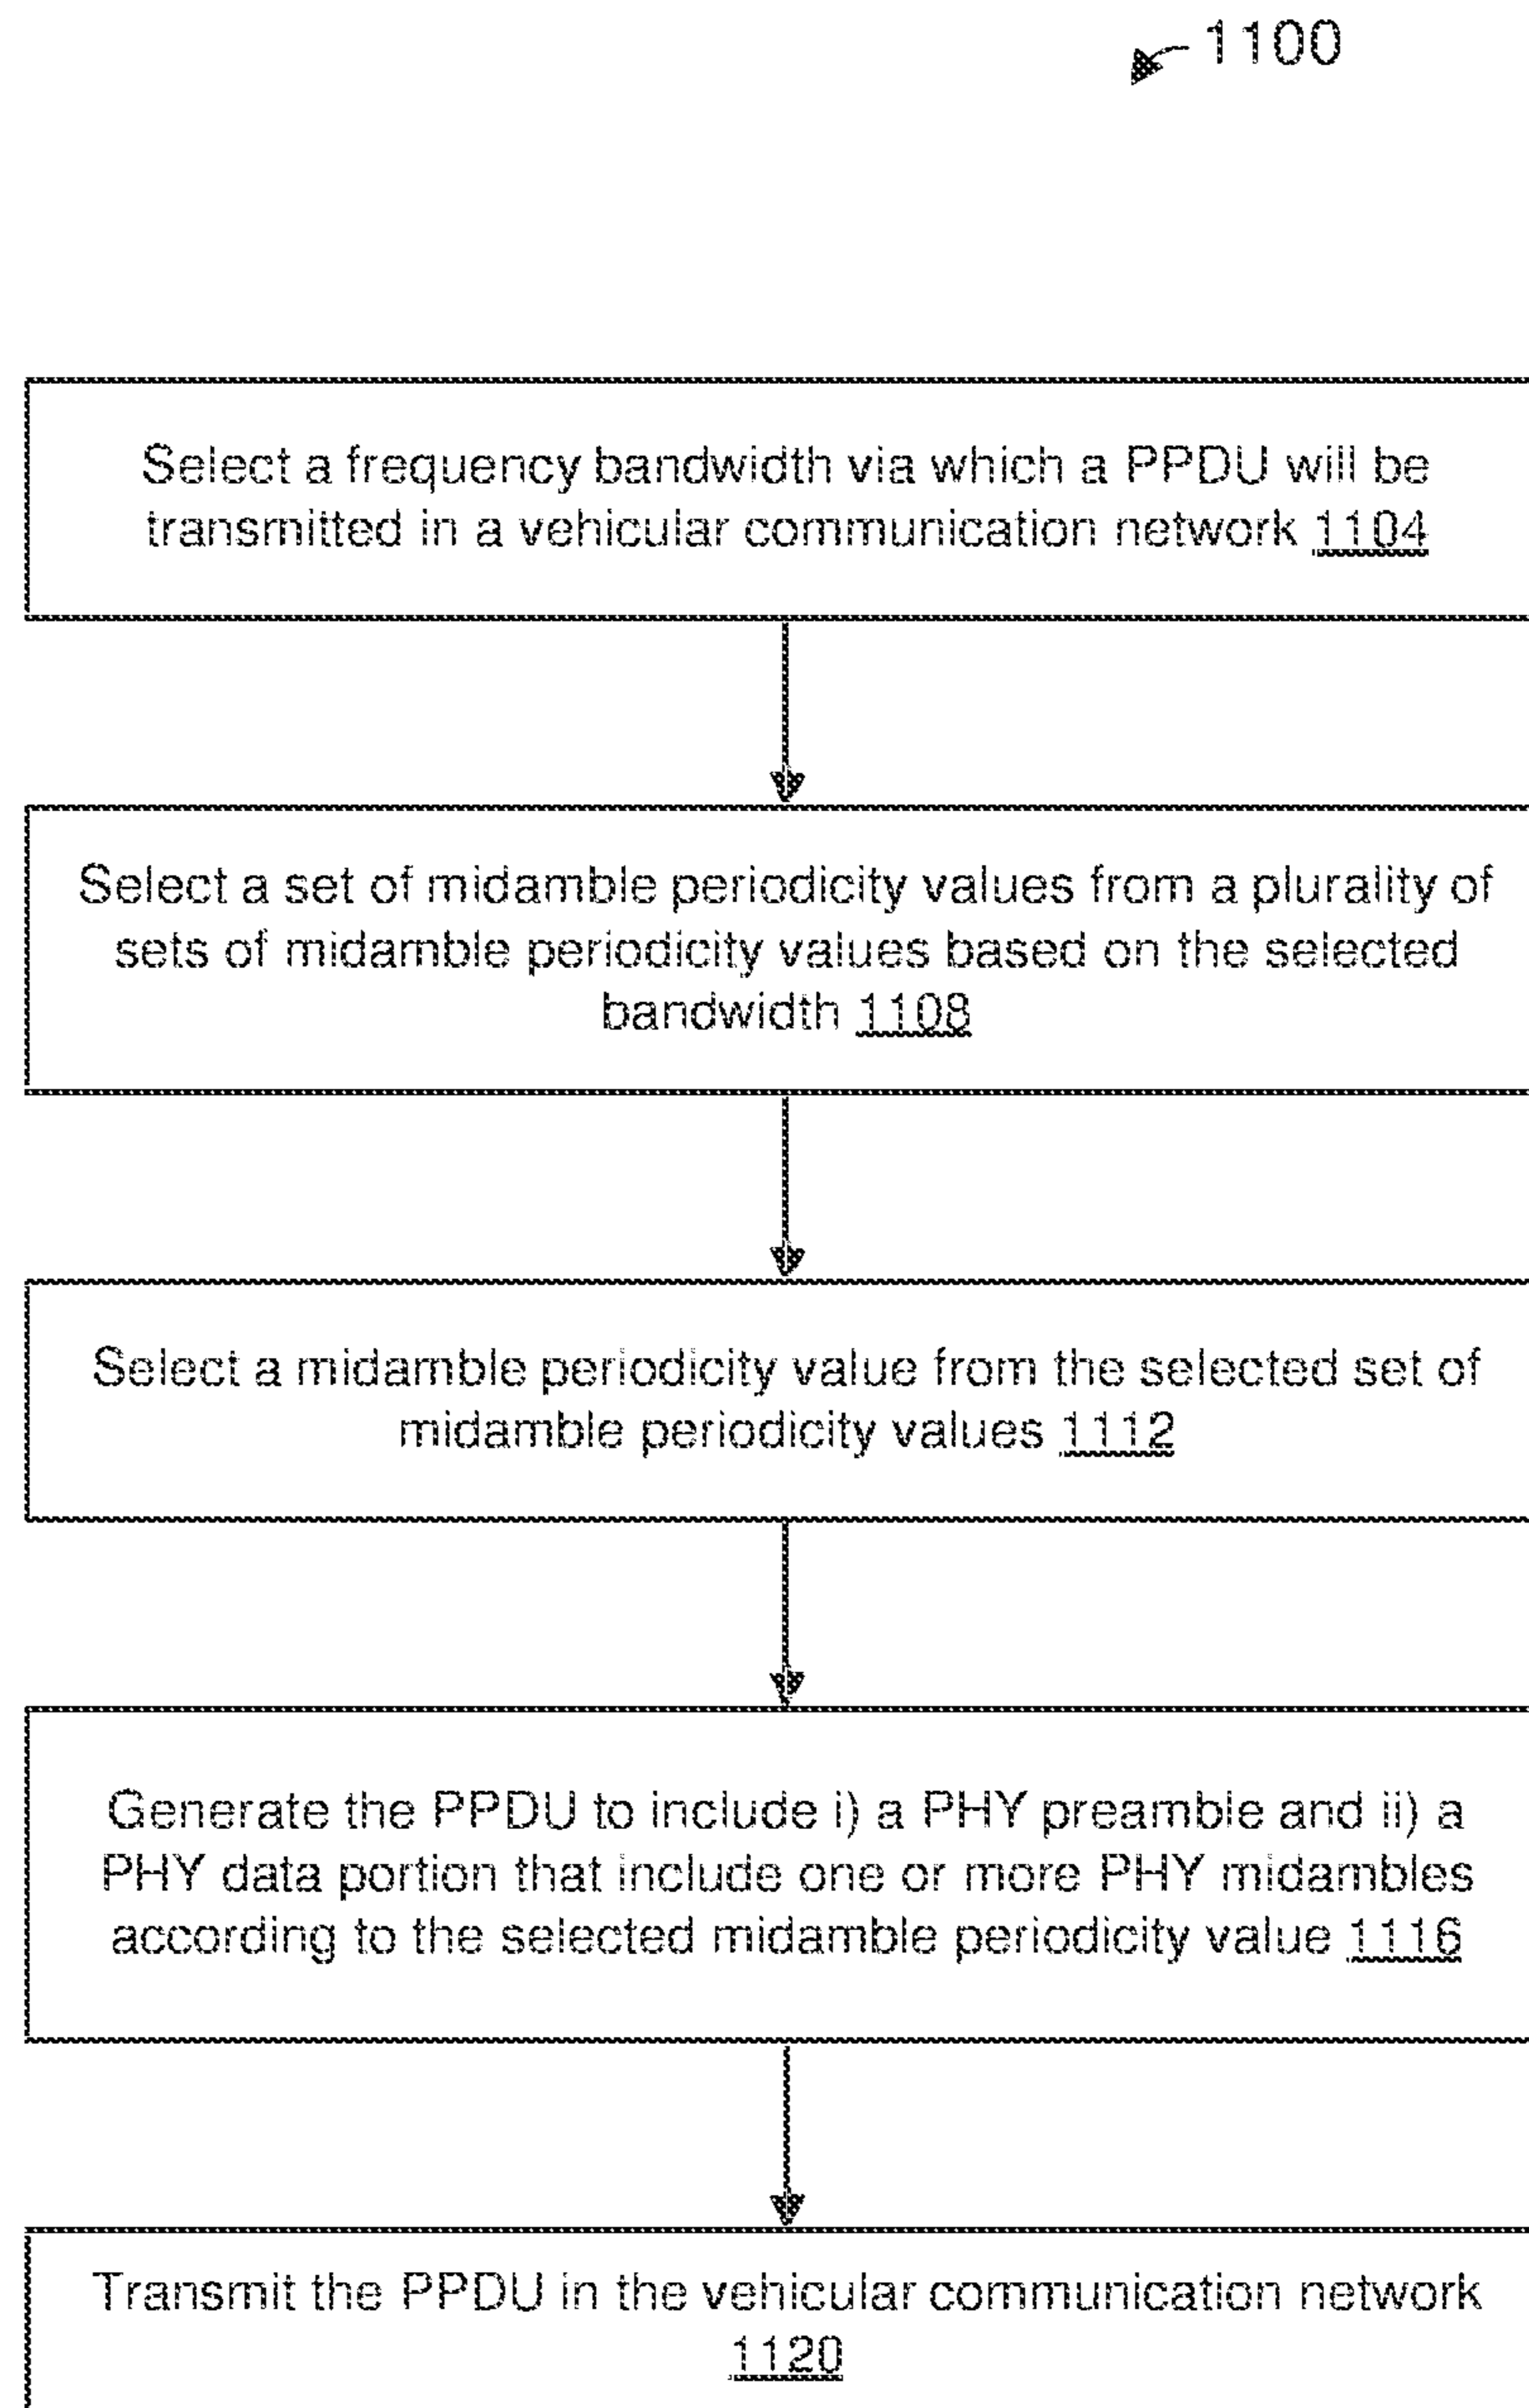 1100
Select a frequency bandwidth via which a PPDU will be
transmitted in a vehicular communication network 1104
Select a set of midamble periodicity values from a plurality of
sets of midamble periodicity values based on the selected
bandwidth 1108
Select a midamble periodicity value from the selected set of
midamble periodicity values 1112
Generate the PPDU to include i) a PHY preamble and ii) a
PHY data portion that include one or more PHY midambles
according to the selected midamble periodicity value 1116
Transmit the PPDU in the vehicular communication network
1120